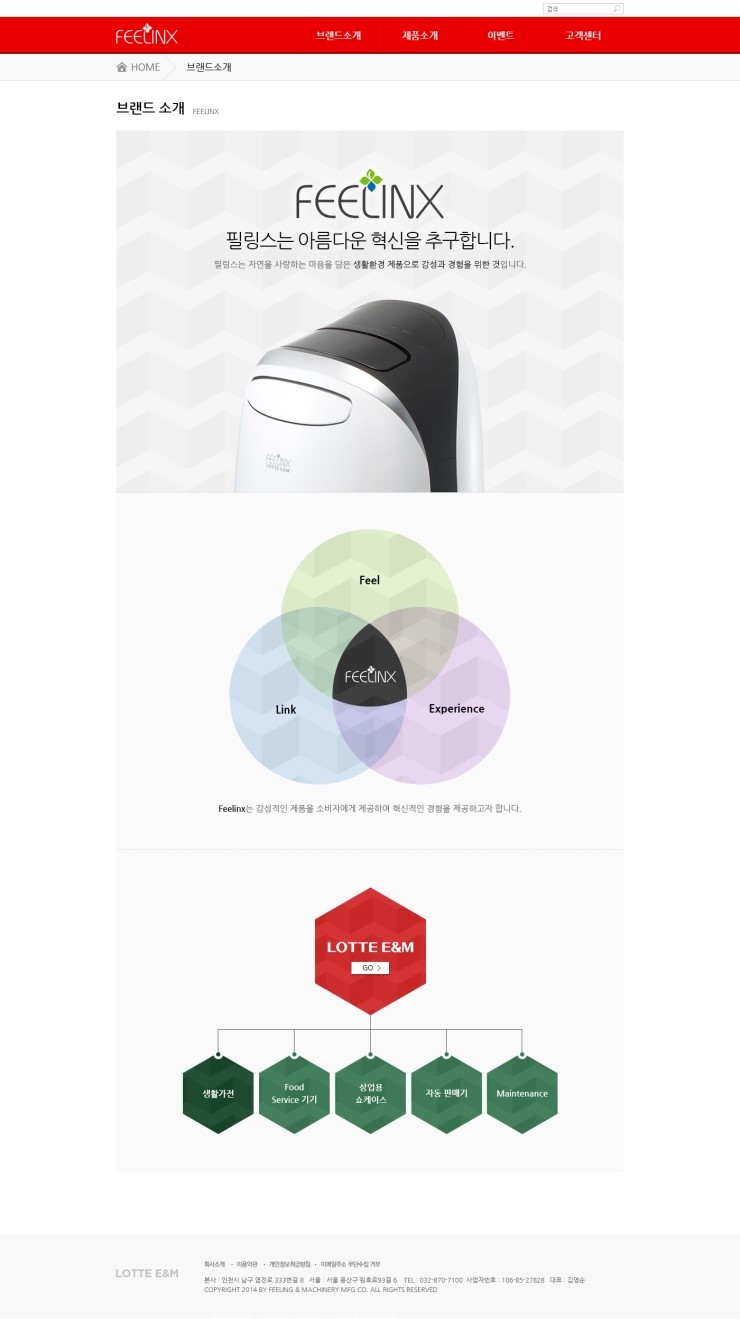 검색
FEELINX
브랜드소개 제품소개 이벤트 고객센터
HOME 브랜드소개
브랜드 소개 FEELINX
FEELINX
필링스는 아름다운 혁신을 추구합니다.
필링스는 자연을 사랑하는 마음을 담은 생활환경 제품으로 감성과 경험을 위한 것입니다.
FEELINX
LOTTE E&M
Feel
FEELINX
Link
Experience
Feelinx는 감성적인 제품을 소비자에게 제공하여 혁신적인 경험을 제공하고자 합니다.
LOTTE E&M
GO >
생활가전
Food
Service 기기
상업용
쇼케이스
자동 판매기
Maintenance
LOTTE E&M
회사소개 • 이용약관 • 개인정보취급방침 • 이메일주소 무단수집 거부
본사 : 인천시 남구 염전로 333번길 8 서울 : 서울 용산구 원효로93길 6 TEL : 032-870-7100 사업자번호 : 106-85-27828 대표 : 김영순
COPYRIGHT 2014 BY FEELING & MACHINERY MFG CO. ALL RIGHTS RESERVED